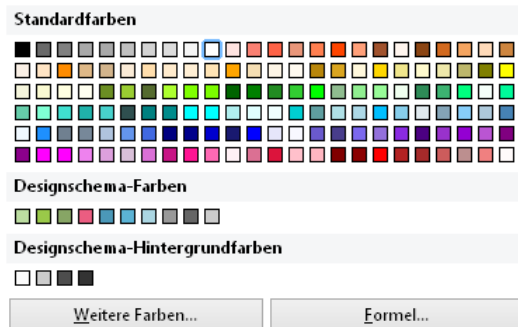 Standardfarben
Designschema-Farben
Designschema-Hintergrundfarben
Weitere Farben... Formel...